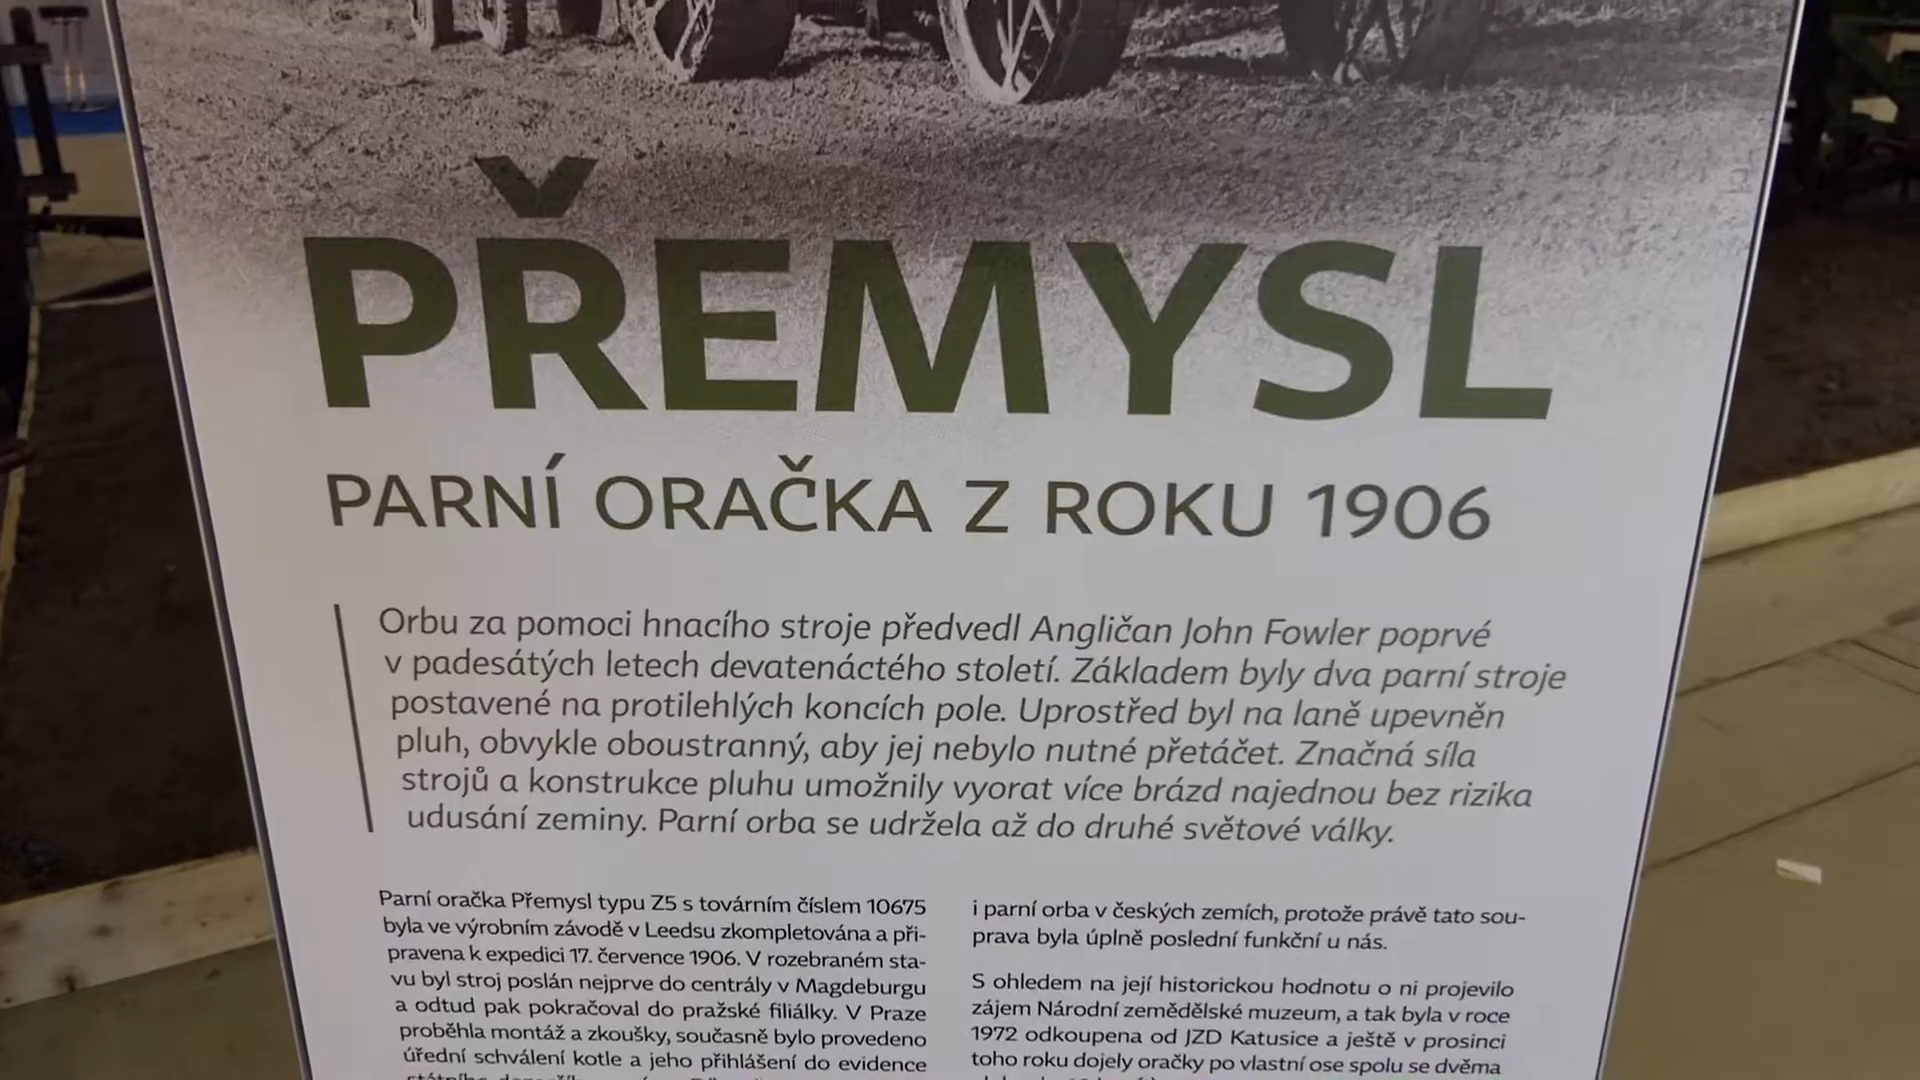 PŘEMYSL
PARNÍ ORAČKA Z ROKU 1906
Orbu za pomoci hnacího stroje předvedl Angličan John Fowler poprvé
v padesátých letech devatenáctého století. Základem byly dva parní stroje
postavené na protilehlých koncích pole. Uprostřed byl na laně upevněn
pluh, obvykle oboustranný, aby jej nebylo nutné přetáčet. Značná síla
strojů a konstrukce pluhu umožnily vyorat více brázd najednou bez rizika
udusání zeminy. Parní orba se udržela až do druhé světové války.
Parní oračka Přemysl typu Z5 s továrním číslem 10675
byla ve výrobním závodě v Leedsu zkompletována a při-
pravena k expedici 17. července 1906. V rozebraném sta-
vu byl stroj poslán nejprve do centrály v Magdeburgu
a odtud pak pokračoval do pražské filiálky. V Praze
proběhla montáž a zkoušky, současně bylo provedeno
úřední schválení kotle a jeho přihlášení do evidence
i parní orba v českých zemích, protože právě tato sou-
prava byla úplně poslední funkční u nás.
S ohledem na její historickou hodnotu o ni projevilo
zájem Národní zemědělské muzeum, a tak byla v roce
1972 odkoupena od JZD Katusice a ještě v prosinci
toho roku dojely oračky po vlastní ose spolu se dvěma